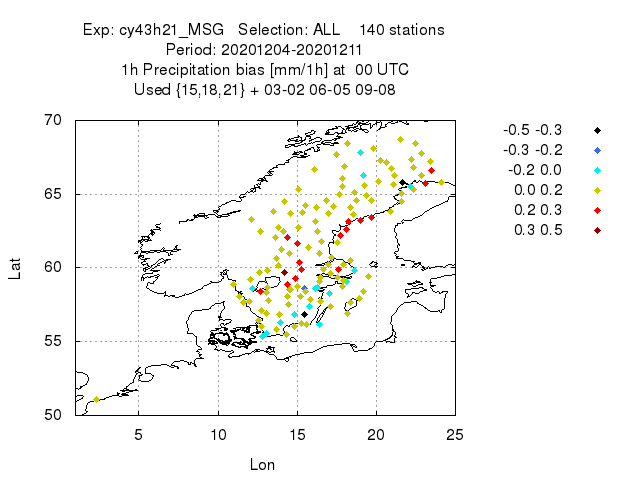 Exp: cy43h21_MSG Selection: ALL 140 stations
Period: 20201204-20201211
1h Precipitation bias [mm/1h] at 00 UTC
Used {15,18,21} + 03-02 06-05 09-08
70
65
60
55
50
Lat
5
10
15
20
25
Lon
-0.5 -0.3
-0.3 -0.2
-0.2 0.0
0.0 0.2
0.2 0.3
0.3 0.5